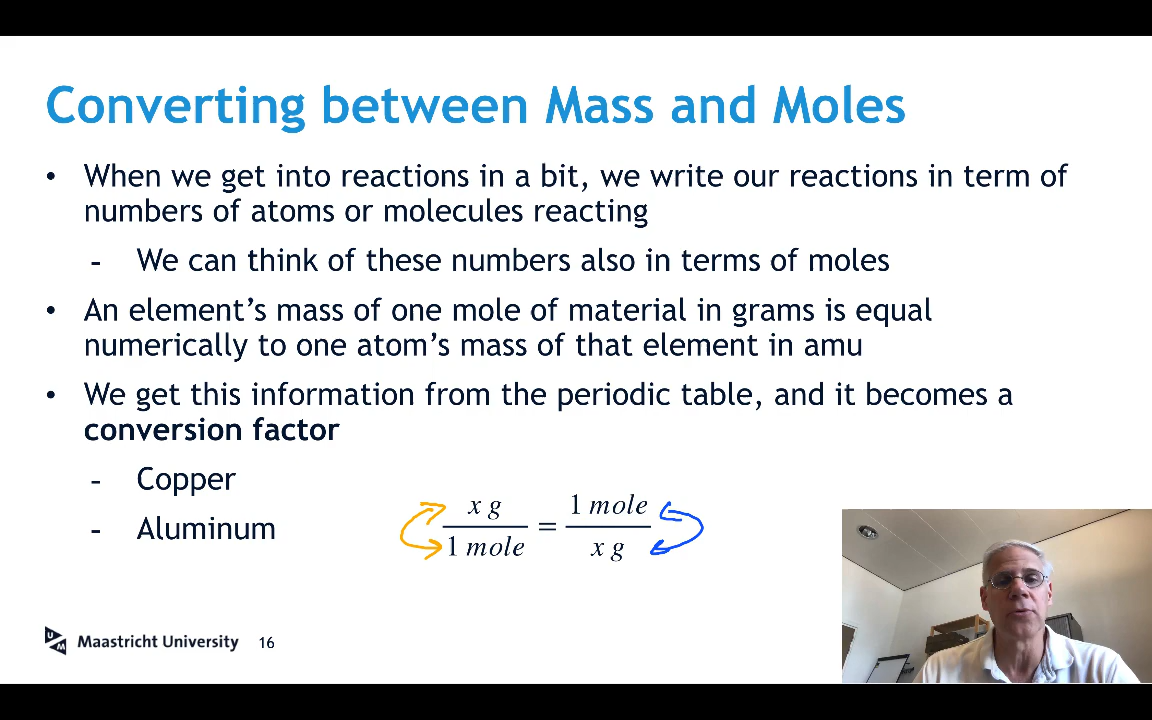 Converting between Mass and Moles
• When we get into reactions in a bit, we write our reactions in term of
numbers of atoms or molecules reacting
- We can think of these numbers also in terms of moles
• An element’s mass of one mole of material in grams is equal
numerically to one atom’s mass of that element in amu
• We get this information from the periodic table, and it becomes a
conversion factor
- Copper
- Aluminum
x g / 1 mole = 1 mole / x g
UM Maastricht University 16